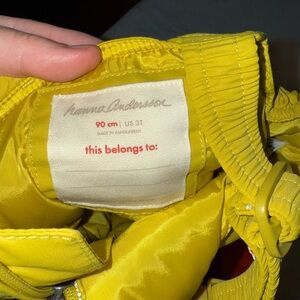 hanna andersson
90 cm | US 3T
MADE IN BANGLADESH
this belongs to: